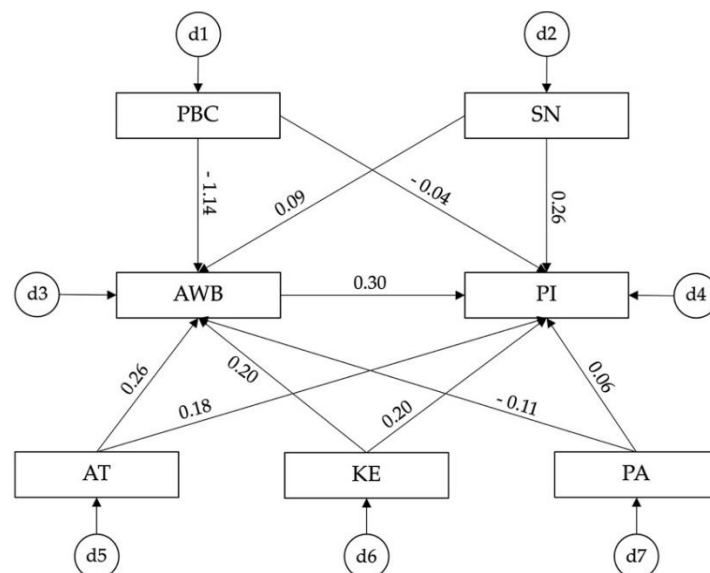 d1
d2
PBC
SN
- 1.14
0.09
- 0.04
0.26
d3
AWB
0.30
PI
d4
0.26
0.18
0.20
0.20
- 0.11
0.06
AT
KE
PA
d5
d6
d7